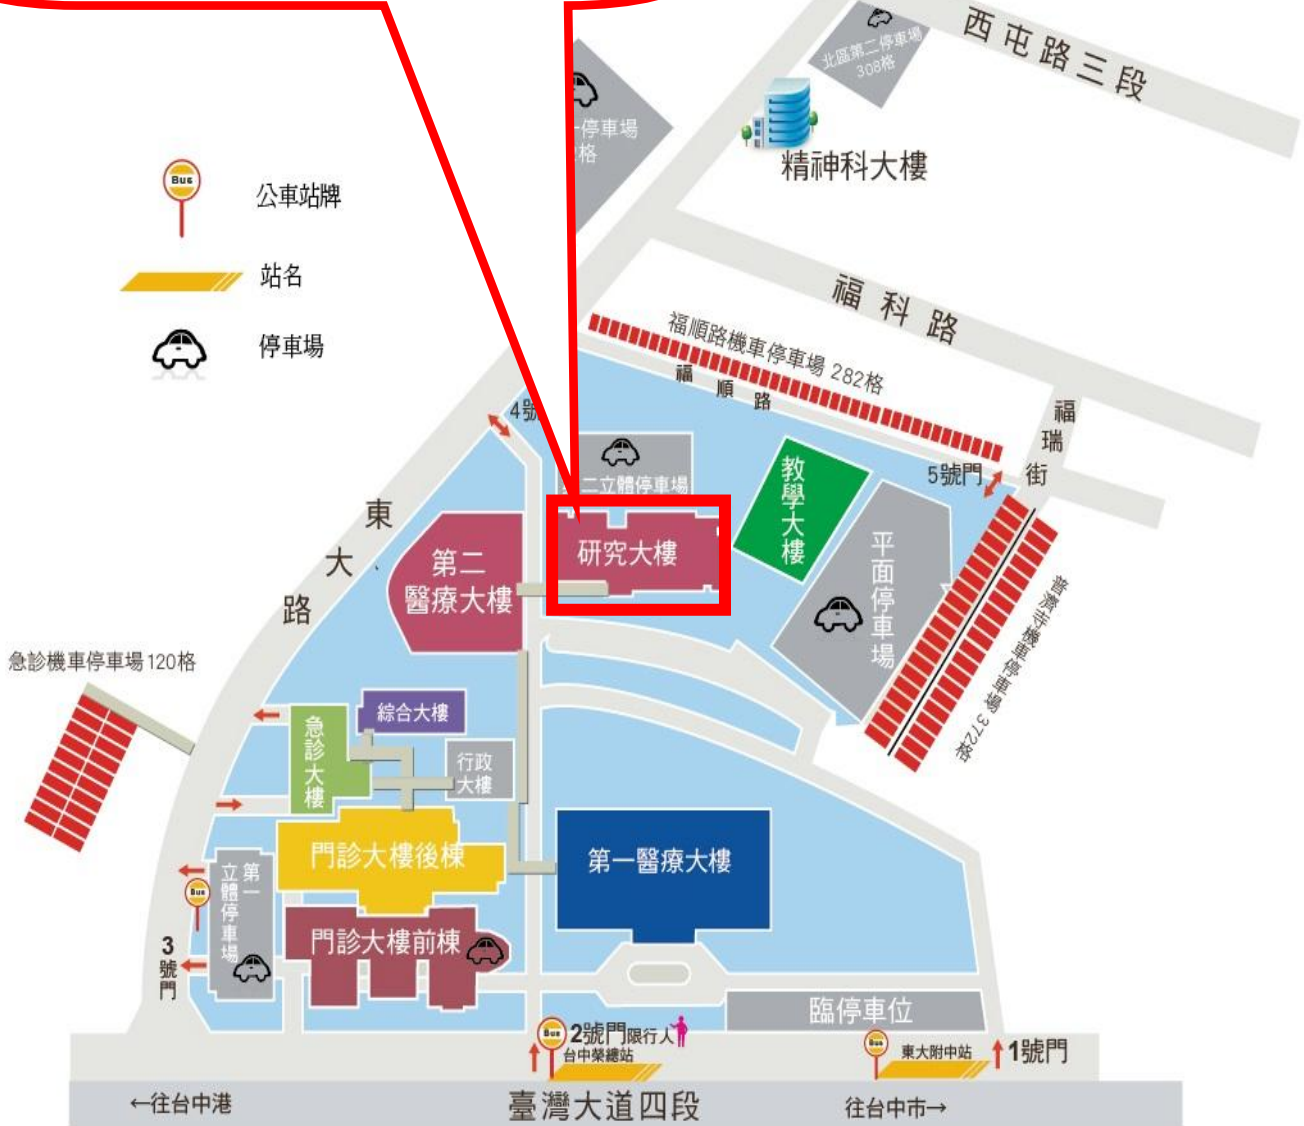 西屯路三段
北區第二停車場
308格
停車場
格
精神科大樓
Bus
公車站牌
站名
停車場
福科路
福順路機車停車場 282格
福順路
福瑞街
4號
5號門
二立體停車場
教學大樓
研究大樓
平面停車場
東大路
第二
醫療大樓
普濟寺機車停車場 372格
急診機車停車場 120格
綜合大樓
急診大樓
行政
大樓
門診大樓後棟
第一醫療大樓
第一
立體停車場
Bus
門診大樓前棟
3號門
臨停車位
Bus
2號門限行人
台中榮總站
Bus
東大附中站
1號門
←往台中港
臺灣大道四段
往台中市→